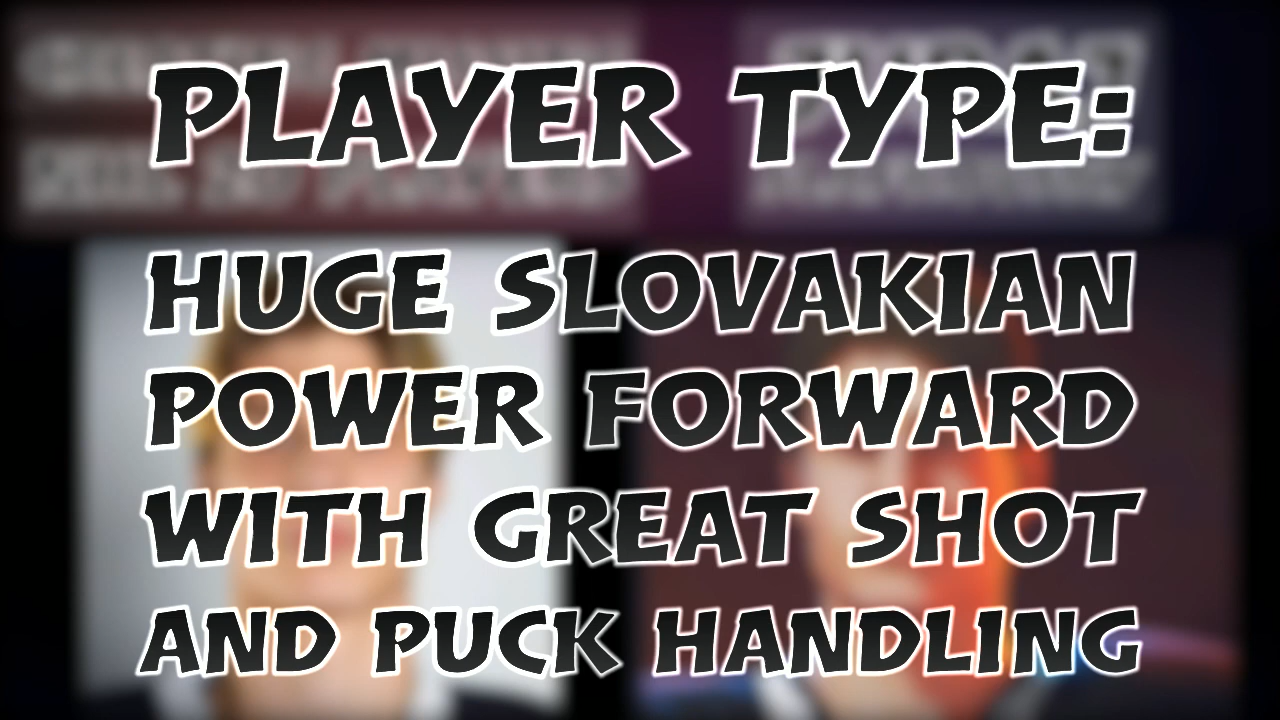 PLAYER TYPE:
HUGE SLOVAKIAN
POWER FORWARD
WITH GREAT SHOT
AND PUCK HANDLING